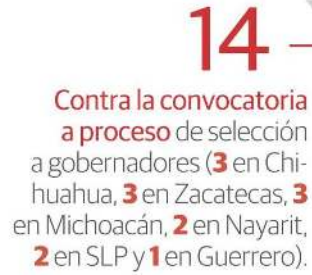 14
Contra la convocatoria
a proceso de selección
a gobernadores (3 en Chi-
huahua, 3 en Zacatecas, 3
en Michoacán, 2 en Nayarit,
2 en SLP y 1 en Guerrero).